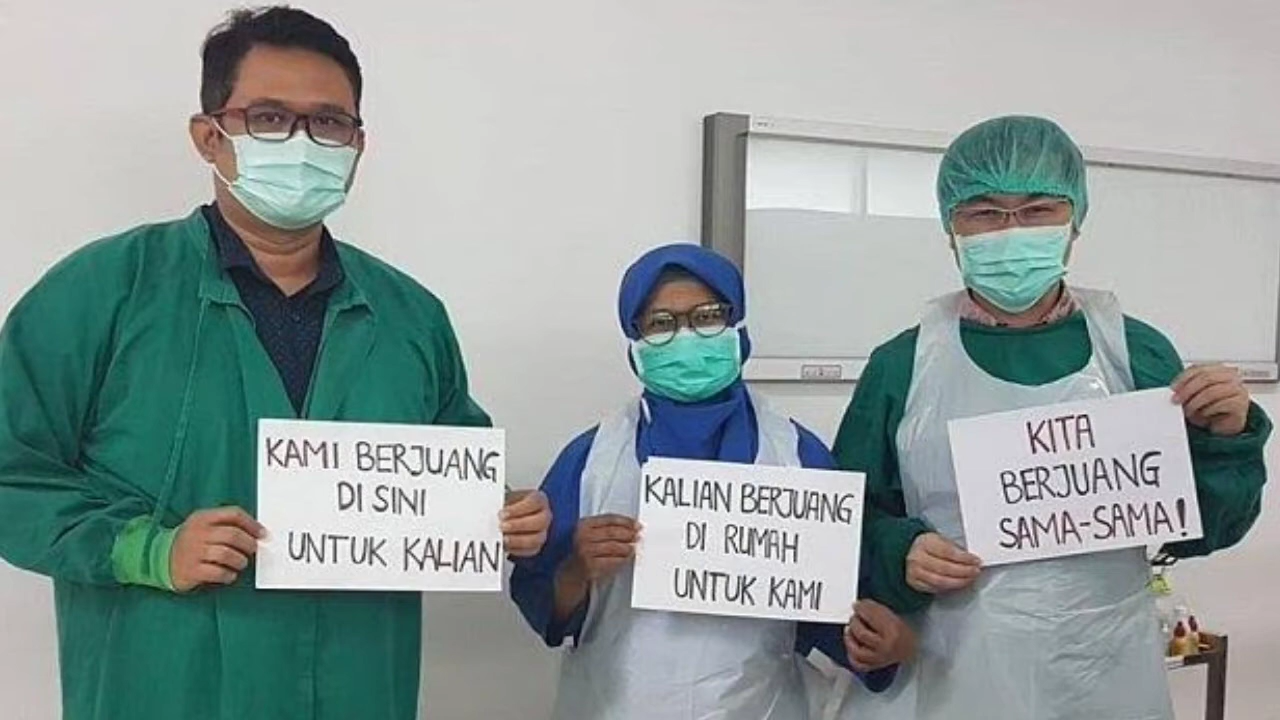 KAMI BERJUANG
DI SINI
UNTUK KALIAN
KALIAN BERJUANG
DI RUMAH
UNTUK KAMI
KITA
BERJUANG
SAMA-SAMA!